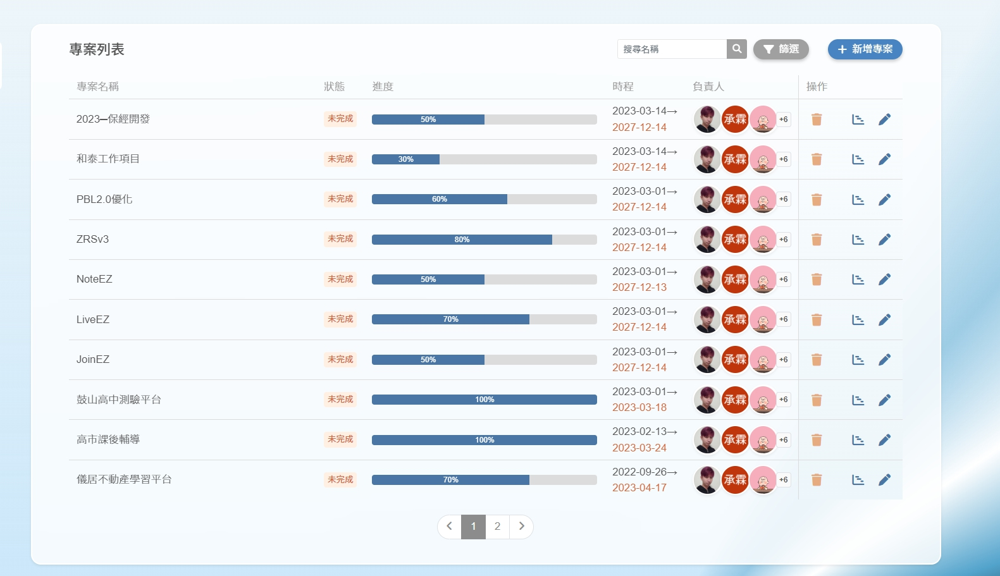 專案列表
搜尋名稱
篩選
新增專案
專案名稱 狀態 進度 時程 負責人 操作
2023—保經開發 未完成 50% 2023-03-14→ 承霖 +6
2027-12-14
和泰工作項目 未完成 30% 2023-03-14→ 承霖 +6
2027-12-14
PBL2.0優化 未完成 60% 2023-03-01→ 承霖 +6
2027-12-14
ZRSv3 未完成 80% 2023-03-01→ 承霖 +6
2027-12-14
NoteEZ 未完成 50% 2023-03-01→ 承霖 +6
2027-12-13
LiveEZ 未完成 70% 2023-03-01→ 承霖 +6
2027-12-14
JoinEZ 未完成 50% 2023-03-01→ 承霖 +6
2027-12-14
鼓山高中測驗平台 未完成 100% 2023-03-01→ 承霖 +6
2023-03-18
高市課後輔導 未完成 100% 2023-02-13→ 承霖 +6
2023-03-24
儀居不動產學習平台 未完成 70% 2022-09-26→ 承霖 +6
2023-04-17
1 2